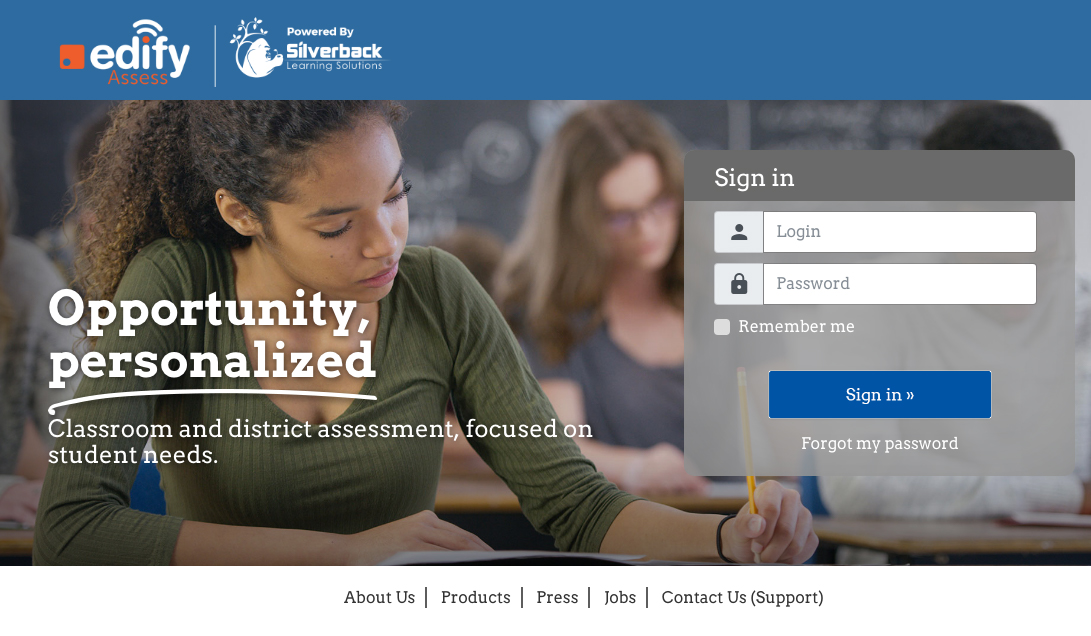 edify
Assess
Powered By
Silverback
Learning Solutions
Sign in
Login
Password
Remember me
Sign in »
Forgot my password
Opportunity,
personalized
Classroom and district assessment, focused on
student needs.
About Us
Products
Press
Jobs
Contact Us (Support)